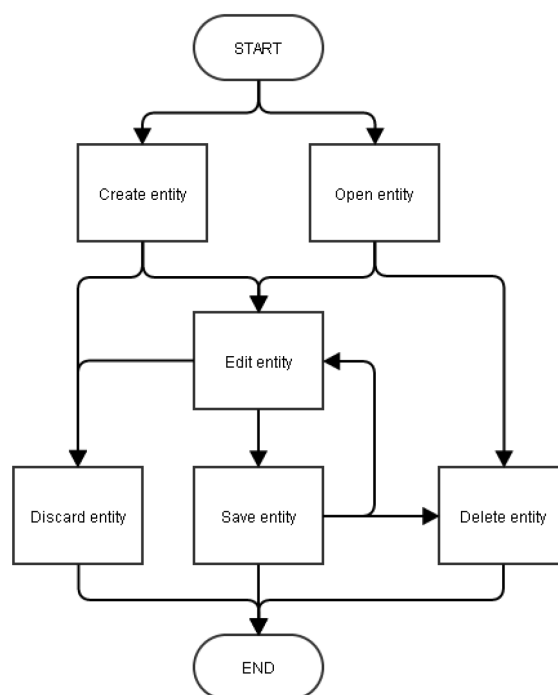 START
Create entity
Open entity
Edit entity
Discard entity
Save entity
Delete entity
END